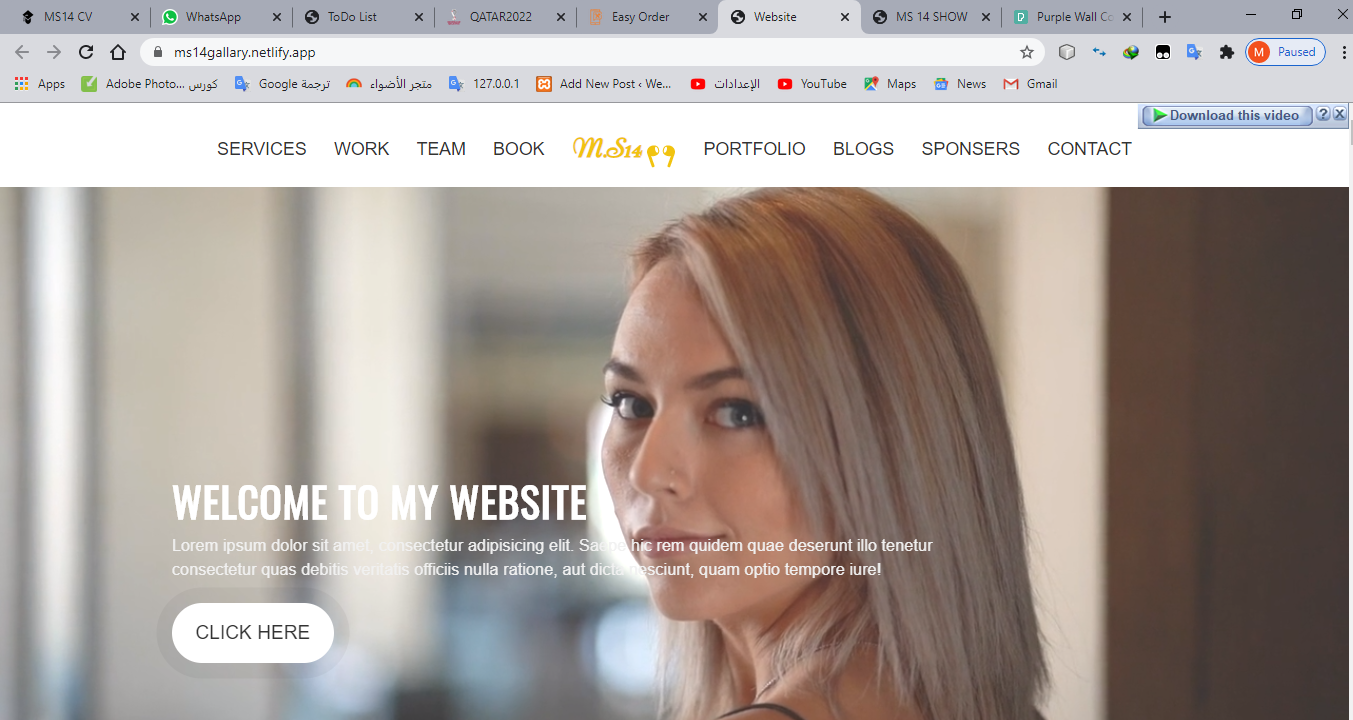 MS14 CV
WhatsApp
ToDo List
QATAR2022
Easy Order
Website
MS 14 SHOW
Purple Wall Co
ms14gallary.netlify.app
M Paused
Apps
Adobe Photo... كورس
ترجمة Google
متجر الأضواء
127.0.0.1
Add New Post ‹ We...
الإعدادات
YouTube
Maps
News
Gmail
Download this video ?
SERVICES WORK TEAM BOOK M.S14 PORTFOLIO BLOGS SPONSERS CONTACT
WELCOME TO MY WEBSITE
Lorem ipsum dolor sit amet, consectetur adipisicing elit. Saepe hic rem quidem quae deserunt illo tenetur
consectetur quas debitis veritatis officiis nulla ratione, aut dicta nesciunt, quam optio tempore iure!
CLICK HERE